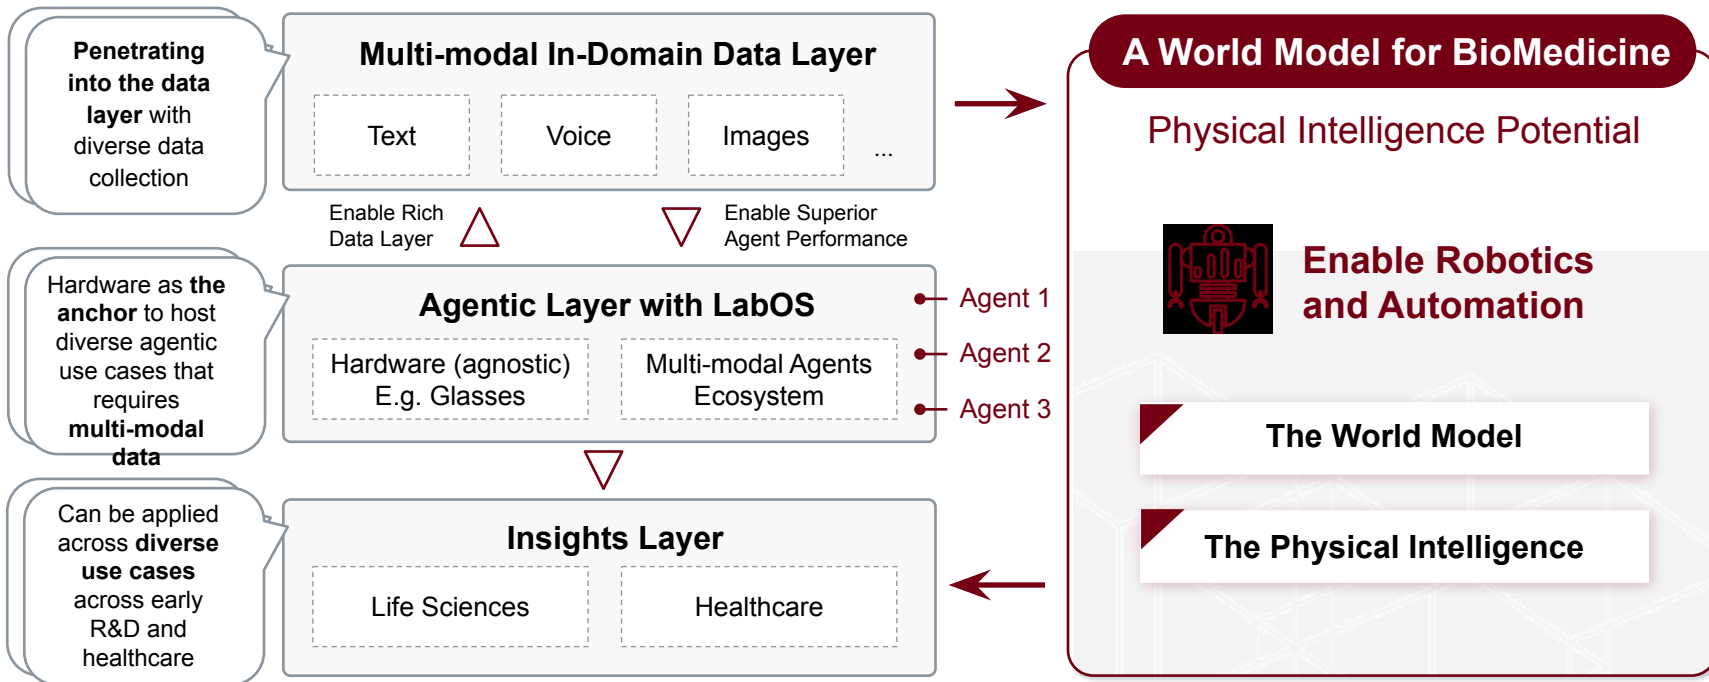 Penetrating
into the data
layer with
diverse data
collection
Multi-modal In-Domain Data Layer
Text
Voice
Images
...
Enable Rich
Data Layer
Enable Superior
Agent Performance
Hardware as the
anchor to host
diverse agentic
use cases that
requires
multi-modal
data
Agentic Layer with LabOS
Hardware (agnostic)
E.g. Glasses
Multi-modal Agents
Ecosystem
Agent 1
Agent 2
Agent 3
Can be applied
across diverse
use cases
across early
R&D and
healthcare
Insights Layer
Life Sciences
Healthcare
A World Model for BioMedicine
Physical Intelligence Potential
Enable Robotics
and Automation
The World Model
The Physical Intelligence